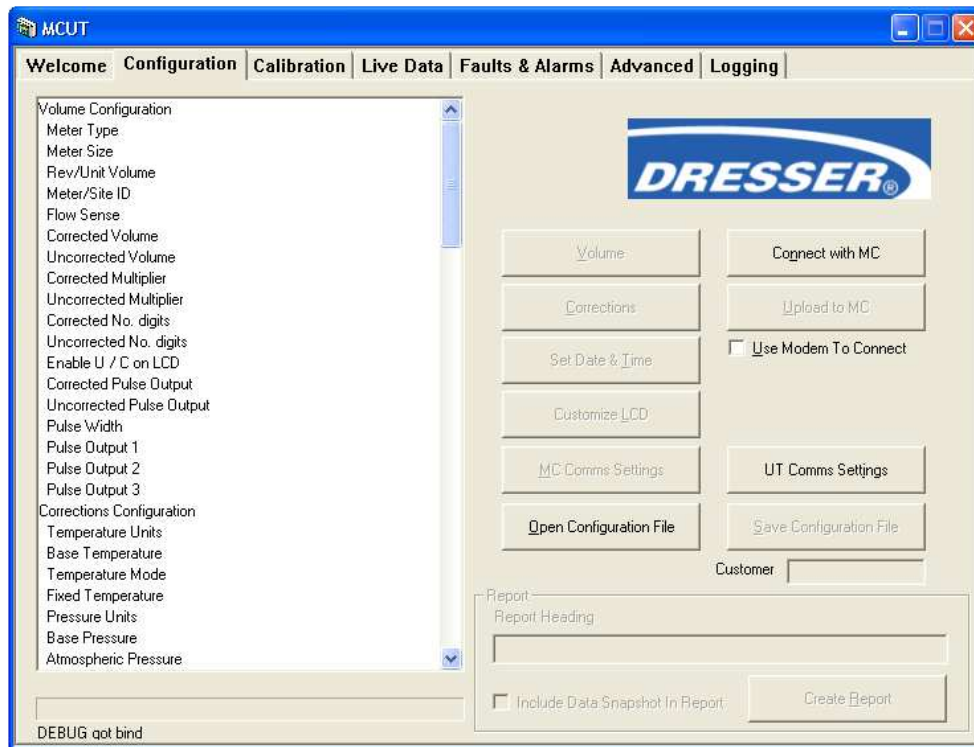 MCUT
Welcome Configuration Calibration Live Data Faults & Alarms Advanced Logging
Volume Configuration
Meter Type
Meter Size
Rev/Unit Volume
Meter/Site ID
Flow Sense
Corrected Volume
Uncorrected Volume
Corrected Multiplier
Uncorrected Multiplier
Corrected No. digits
Uncorrected No. digits
Enable U / C on LCD
Corrected Pulse Output
Uncorrected Pulse Output
Pulse Width
Pulse Output 1
Pulse Output 2
Pulse Output 3
Corrections Configuration
Temperature Units
Base Temperature
Temperature Mode
Fixed Temperature
Pressure Units
Base Pressure
Atmospheric Pressure
DEBUG got bind
DRESSER®
Volume
Connect with MC
Corrections
Upload to MC
Use Modem To Connect
Set Date & Time
Customize LCD
MC Comms Settings
UT Comms Settings
Open Configuration File
Save Configuration File
Customer
Report
Report Heading
Include Data Snapshot In Report
Create Report